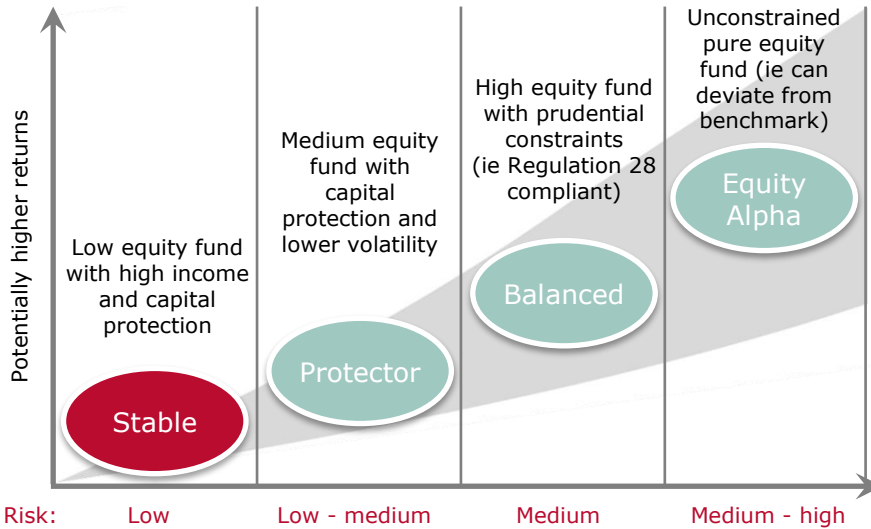 Potentially higher returns
Low equity fund
with high income
and capital
protection
Stable
Medium equity
fund with
capital
protection and
lower volatility
Protector
High equity fund
with prudential
constraints
(ie Regulation 28
compliant)
Balanced
Unconstrained
pure equity
fund (ie can
deviate from
benchmark)
Equity
Alpha
Risk:
Low
Low - medium
Medium
Medium - high